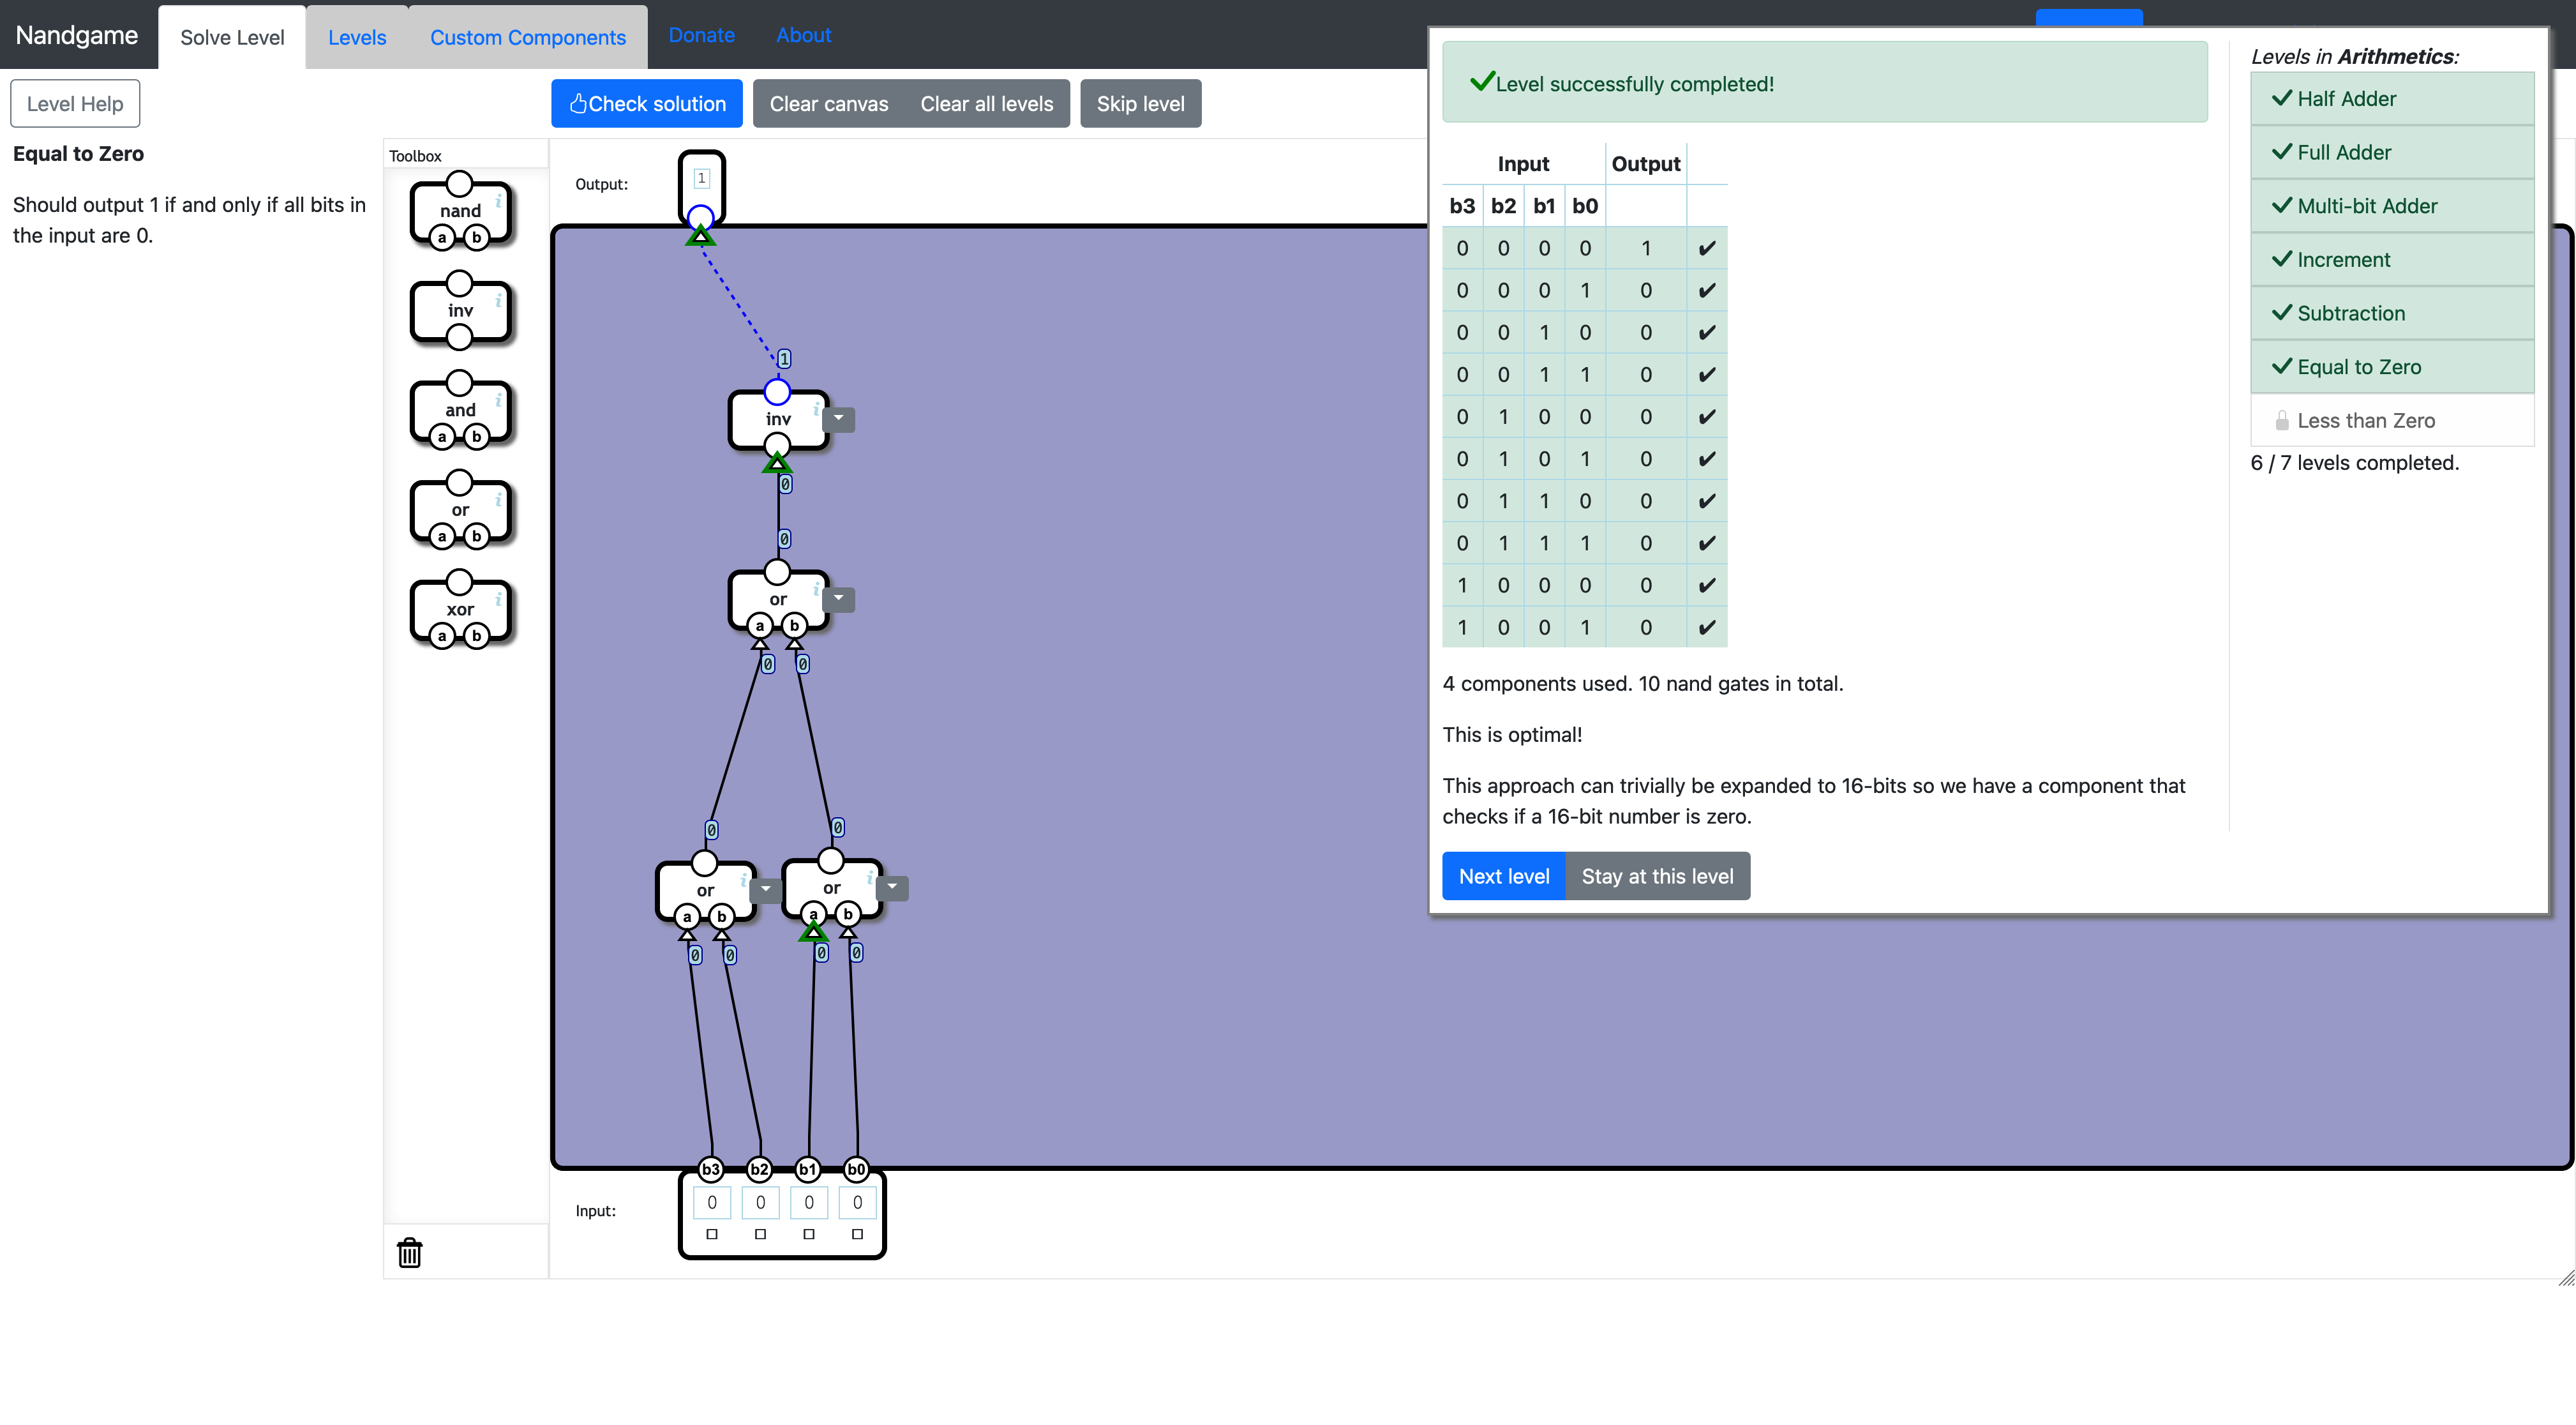 Nandgame Solve Level Levels Custom Components Donate About
Level Help
Check solution Clear canvas Clear all levels Skip level
Equal to Zero
Should output 1 if and only if all bits in
the input are 0.
Toolbox
nand
a b
inv
and
a b
or
a b
xor
a b
Output:
1
1
inv
0
0
or
a b
0 0
0 0
or or
a b a b
0 0 0 0
b3 b2 b1 b0
Input:
0 0 0 0
Level successfully completed!
Input Output
b3 b2 b1 b0
0 0 0 0 1 ✔
0 0 0 1 0 ✔
0 0 1 0 0 ✔
0 0 1 1 0 ✔
0 1 0 0 0 ✔
0 1 0 1 0 ✔
0 1 1 0 0 ✔
0 1 1 1 0 ✔
1 0 0 0 0 ✔
1 0 0 1 0 ✔
4 components used. 10 nand gates in total.
This is optimal!
This approach can trivially be expanded to 16-bits so we have a component that
checks if a 16-bit number is zero.
Next level Stay at this level
Levels in Arithmetics:
Half Adder
Full Adder
Multi-bit Adder
Increment
Subtraction
Equal to Zero
Less than Zero
6 / 7 levels completed.